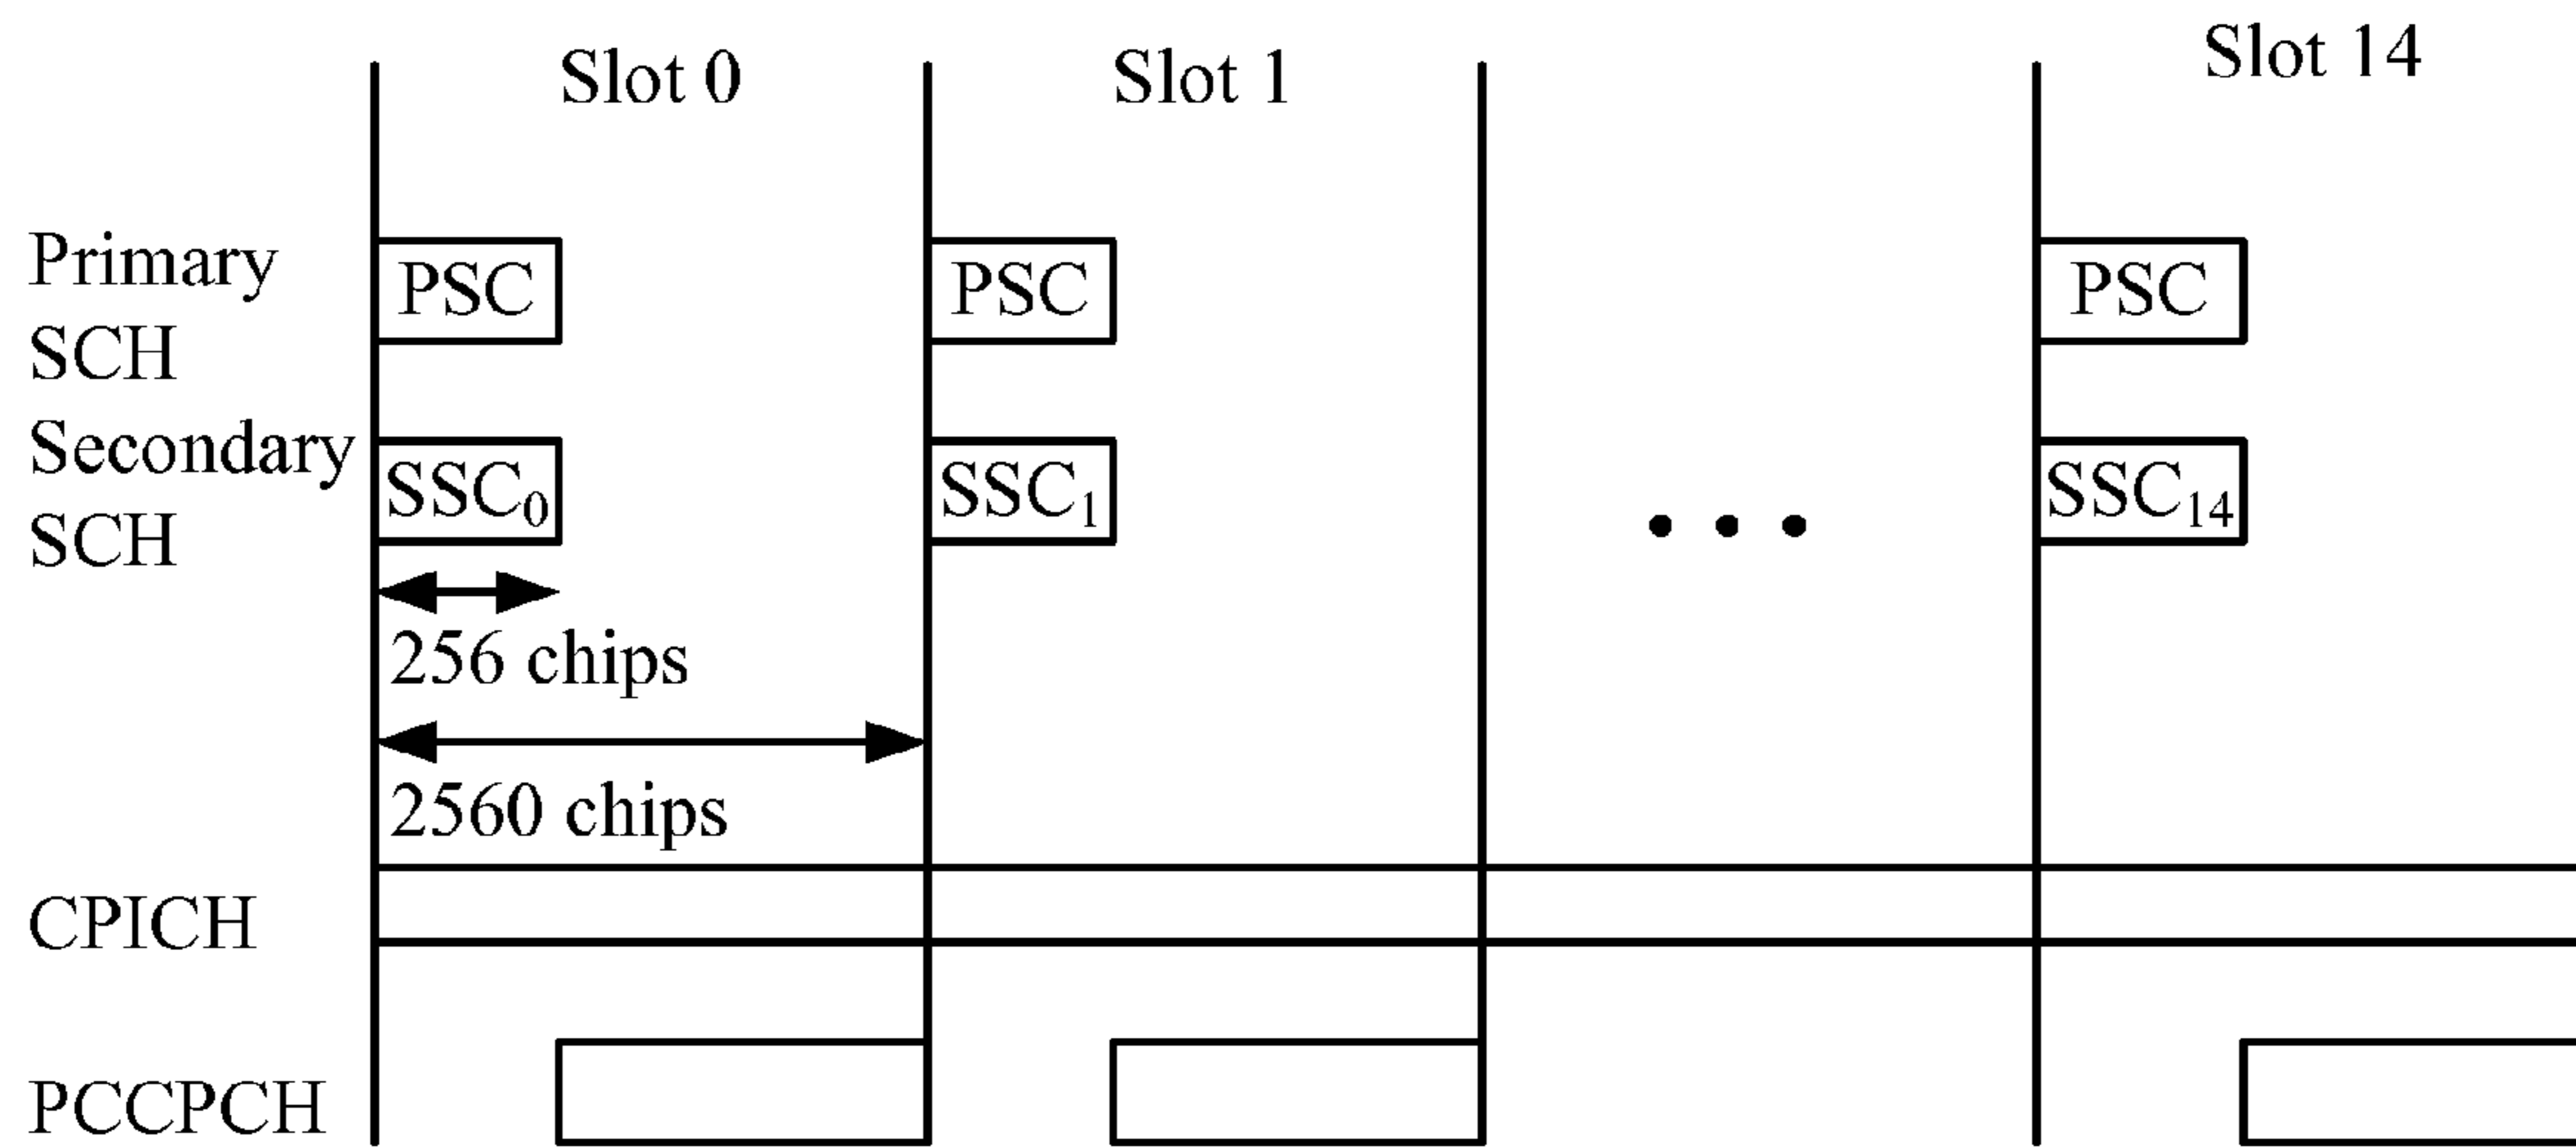 Slot 0
Slot 1
Slot 14
Primary
SCH
PSC
PSC
PSC
Secondary
SCH
SSC₀
SSC₁
• • •
SSC₁₄
256 chips
2560 chips
CPICH
PCCPCH